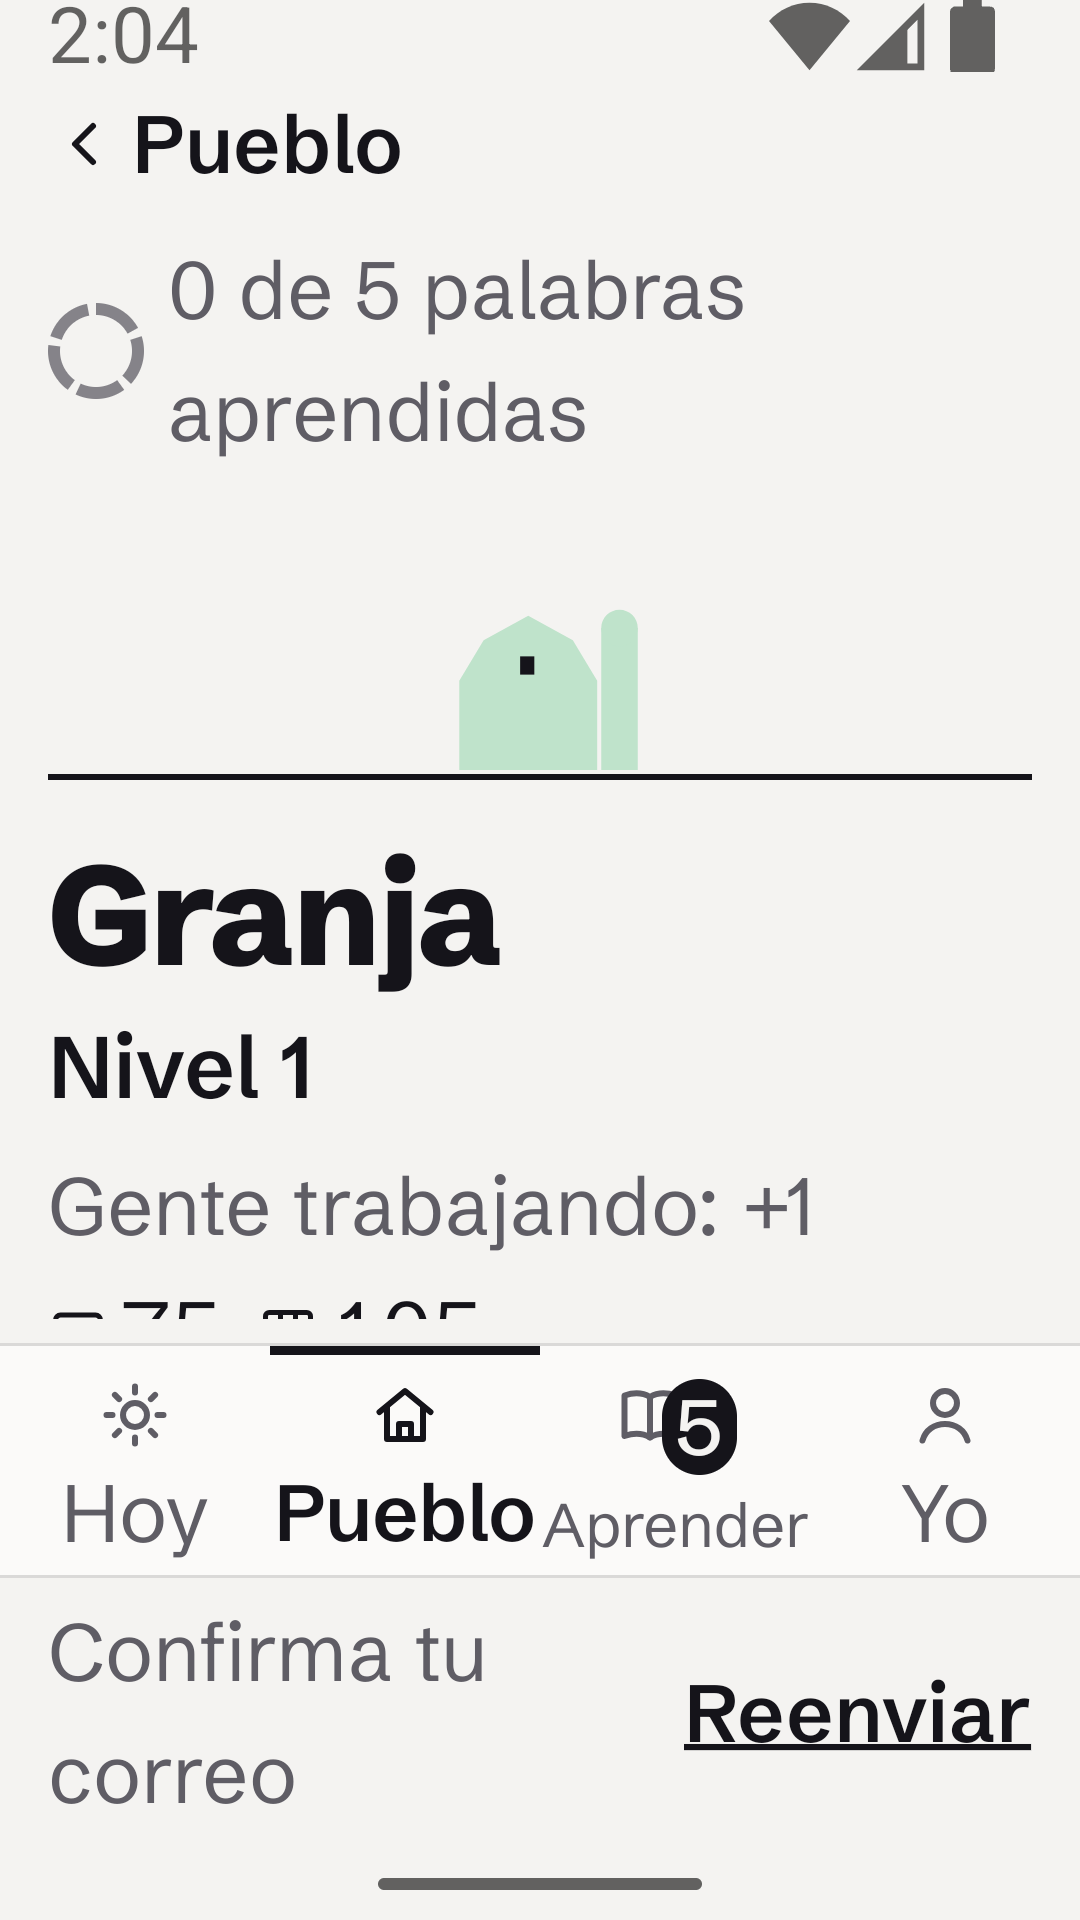 2:04
Pueblo
0 de 5 palabras
aprendidas
Granja
Nivel 1
Gente trabajando: +1
Hoy
Pueblo
5
Aprender
Yo
Confirma tu
correo
Reenviar